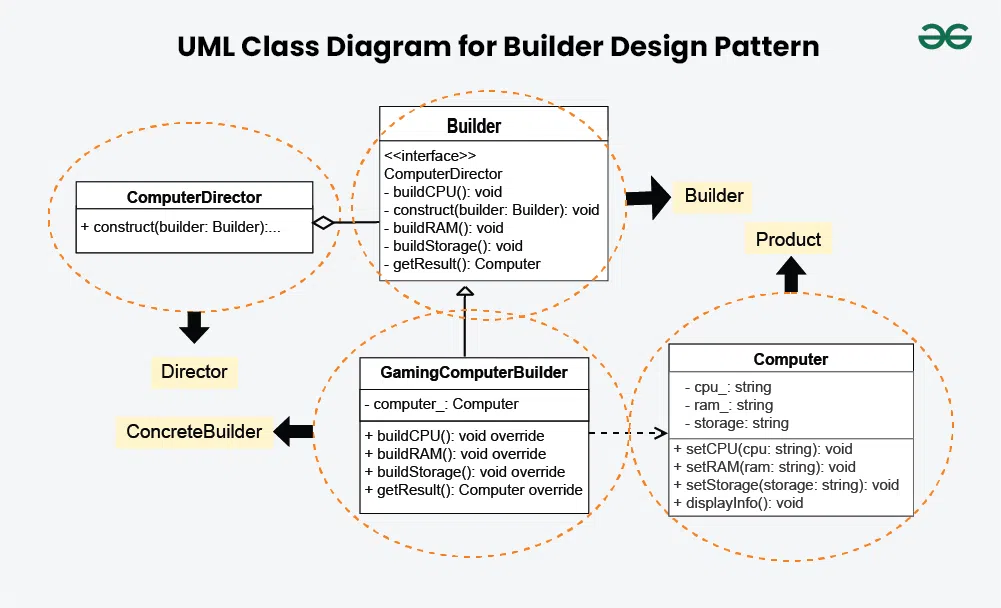 UML Class Diagram for Builder Design Pattern
Builder
<<interface>>
ComputerDirector
- buildCPU(): void
- construct(builder: Builder): void
- buildRAM(): void
- buildStorage(): void
- getResult(): Computer
ComputerDirector
+ construct(builder: Builder):...
Builder
Product
Director
ConcreteBuilder
GamingComputerBuilder
- computer_: Computer
+ buildCPU(): void override
+ buildRAM(): void override
+ buildStorage(): void override
+ getResult(): Computer override
Computer
- cpu_: string
- ram_: string
- storage: string
+ setCPU(cpu: string): void
+ setRAM(ram: string): void
+ setStorage(storage: string): void
+ displayInfo(): void